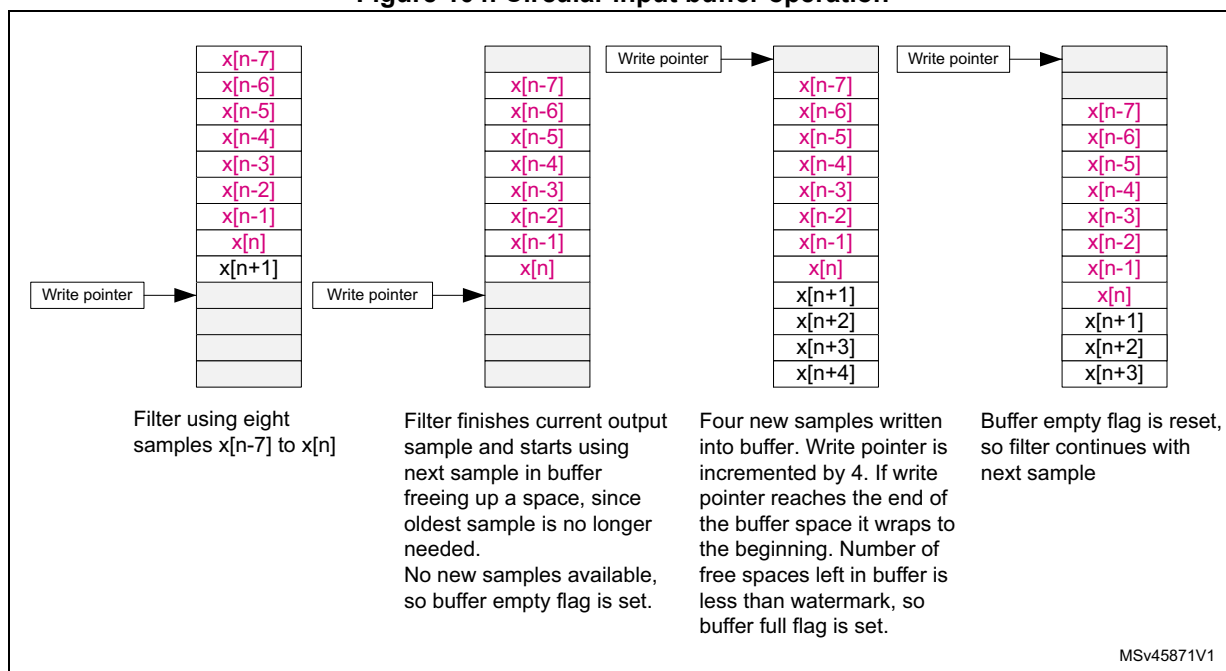 Figure Circular input buffer operation
x[n-7]
x[n-6]
x[n-5]
x[n-4]
x[n-3]
x[n-2]
x[n-1]
x[n]
x[n+1]
Write pointer
Filter using eight
samples x[n-7] to x[n]
x[n-7]
x[n-6]
x[n-5]
x[n-4]
x[n-3]
x[n-2]
x[n-1]
x[n]
Write pointer
Filter finishes current output
sample and starts using
next sample in buffer
freeing up a space, since
oldest sample is no longer
needed.
No new samples available,
so buffer empty flag is set.
Write pointer
x[n-7]
x[n-6]
x[n-5]
x[n-4]
x[n-3]
x[n-2]
x[n-1]
x[n]
x[n+1]
x[n+2]
x[n+3]
x[n+4]
Four new samples written
into buffer. Write pointer is
incremented by 4. If write
pointer reaches the end of
the buffer space it wraps to
the beginning. Number of
free spaces left in buffer is
less than watermark, so
buffer full flag is set.
Write pointer
x[n-7]
x[n-6]
x[n-5]
x[n-4]
x[n-3]
x[n-2]
x[n-1]
x[n]
x[n+1]
x[n+2]
x[n+3]
Buffer empty flag is reset,
so filter continues with
next sample
MSv45871V1